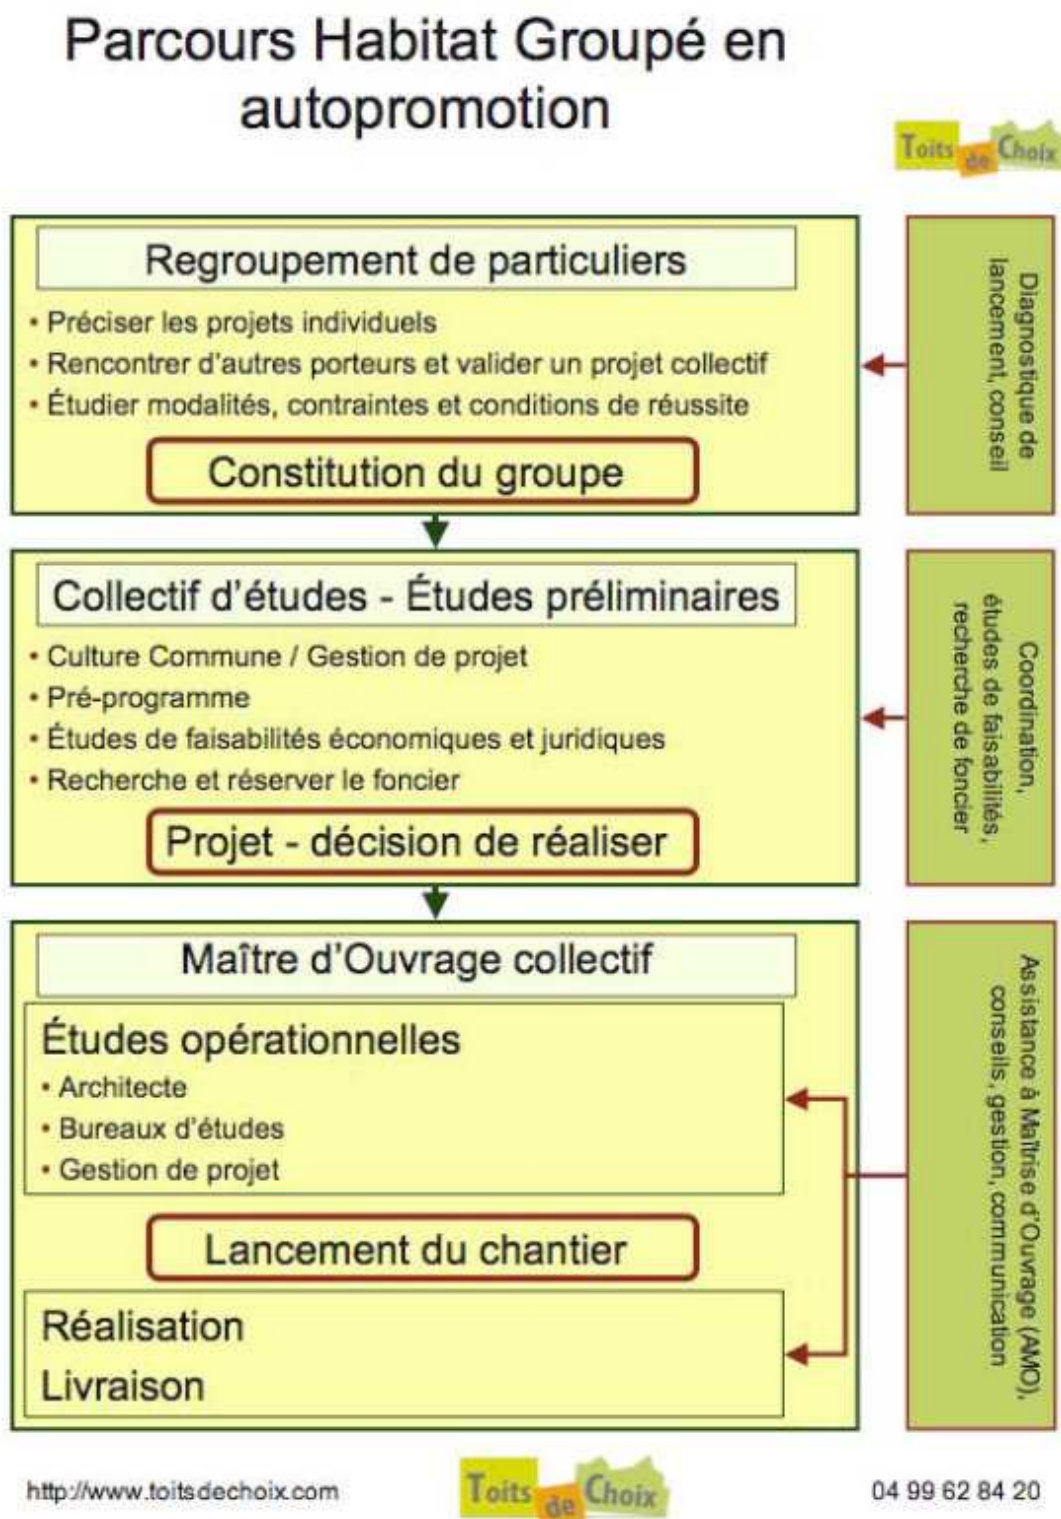 Parcours Habitat Groupé en
autopromotion
Toits de Choix
Regroupement de particuliers
• Préciser les projets individuels
• Rencontrer d'autres porteurs et valider un projet collectif
• Étudier modalités, contraintes et conditions de réussite
Constitution du groupe
Diagnostique de
lancement, conseil
Collectif d'études - Études préliminaires
• Culture Commune / Gestion de projet
• Pré-programme
• Études de faisabilités économiques et juridiques
• Recherche et réserver le foncier
Projet - décision de réaliser
Coordination,
études de faisabilités,
recherche de foncier
Maître d'Ouvrage collectif
Études opérationnelles
• Architecte
• Bureaux d'études
• Gestion de projet
Lancement du chantier
Réalisation
Livraison
Assistance à Maîtrise d'Ouvrage (AMO),
conseils, gestion, communication
http://www.toitsdechoix.com
Toits de Choix
04 99 62 84 20